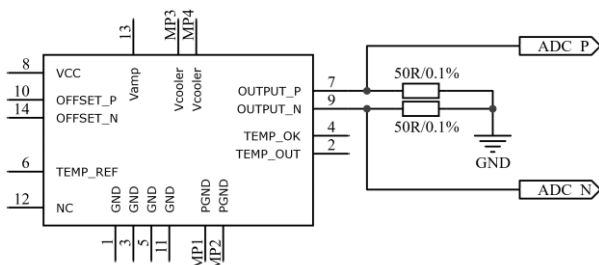 13
MP3
MP4
ADC_P
8
VCC
Vamp
Vcooler
Vcooler
7
50R/0.1%
OUTPUT_P
10
OFFSET_P
9
OUTPUT_N
14
OFFSET_N
50R/0.1%
4
TEMP_OK
2
TEMP_OUT
GND
6
TEMP_REF
12
NC
GND
GND
GND
GND
PGND
PGND
ADC_N
1
3
5
11
MP1
MP2